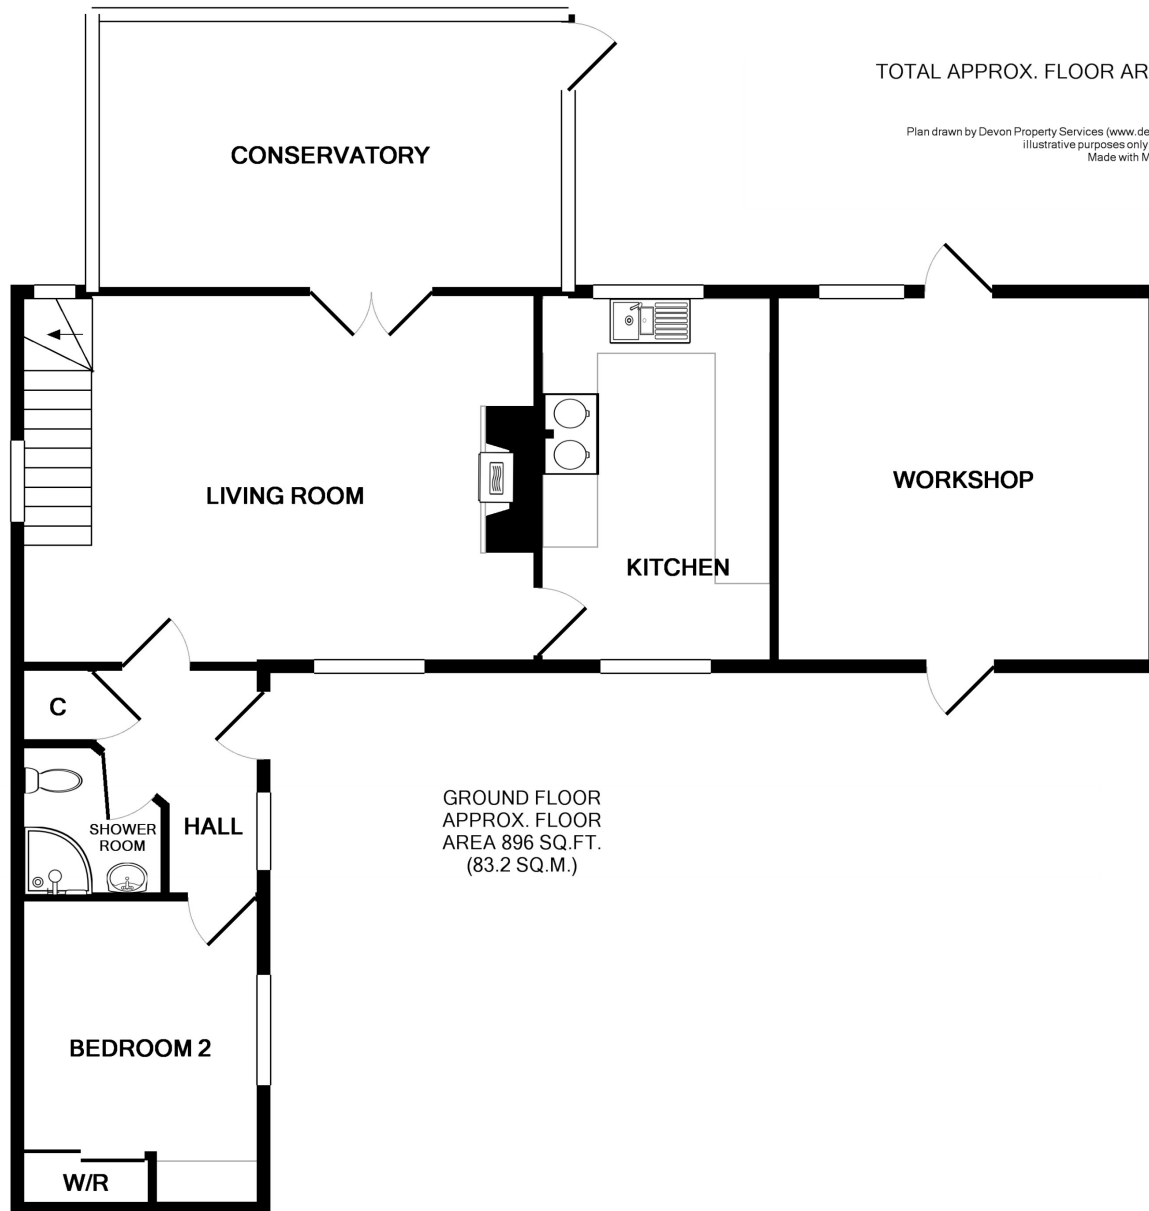 TOTAL APPROX. FLOOR AR
Plan drawn by Devon Property Services (www.de
illustrative purposes only
Made with M
CONSERVATORY
LIVING ROOM
KITCHEN
WORKSHOP
C
SHOWER
ROOM
HALL
GROUND FLOOR
APPROX. FLOOR
AREA 896 SQ.FT.
(83.2 SQ.M.)
BEDROOM 2
W/R